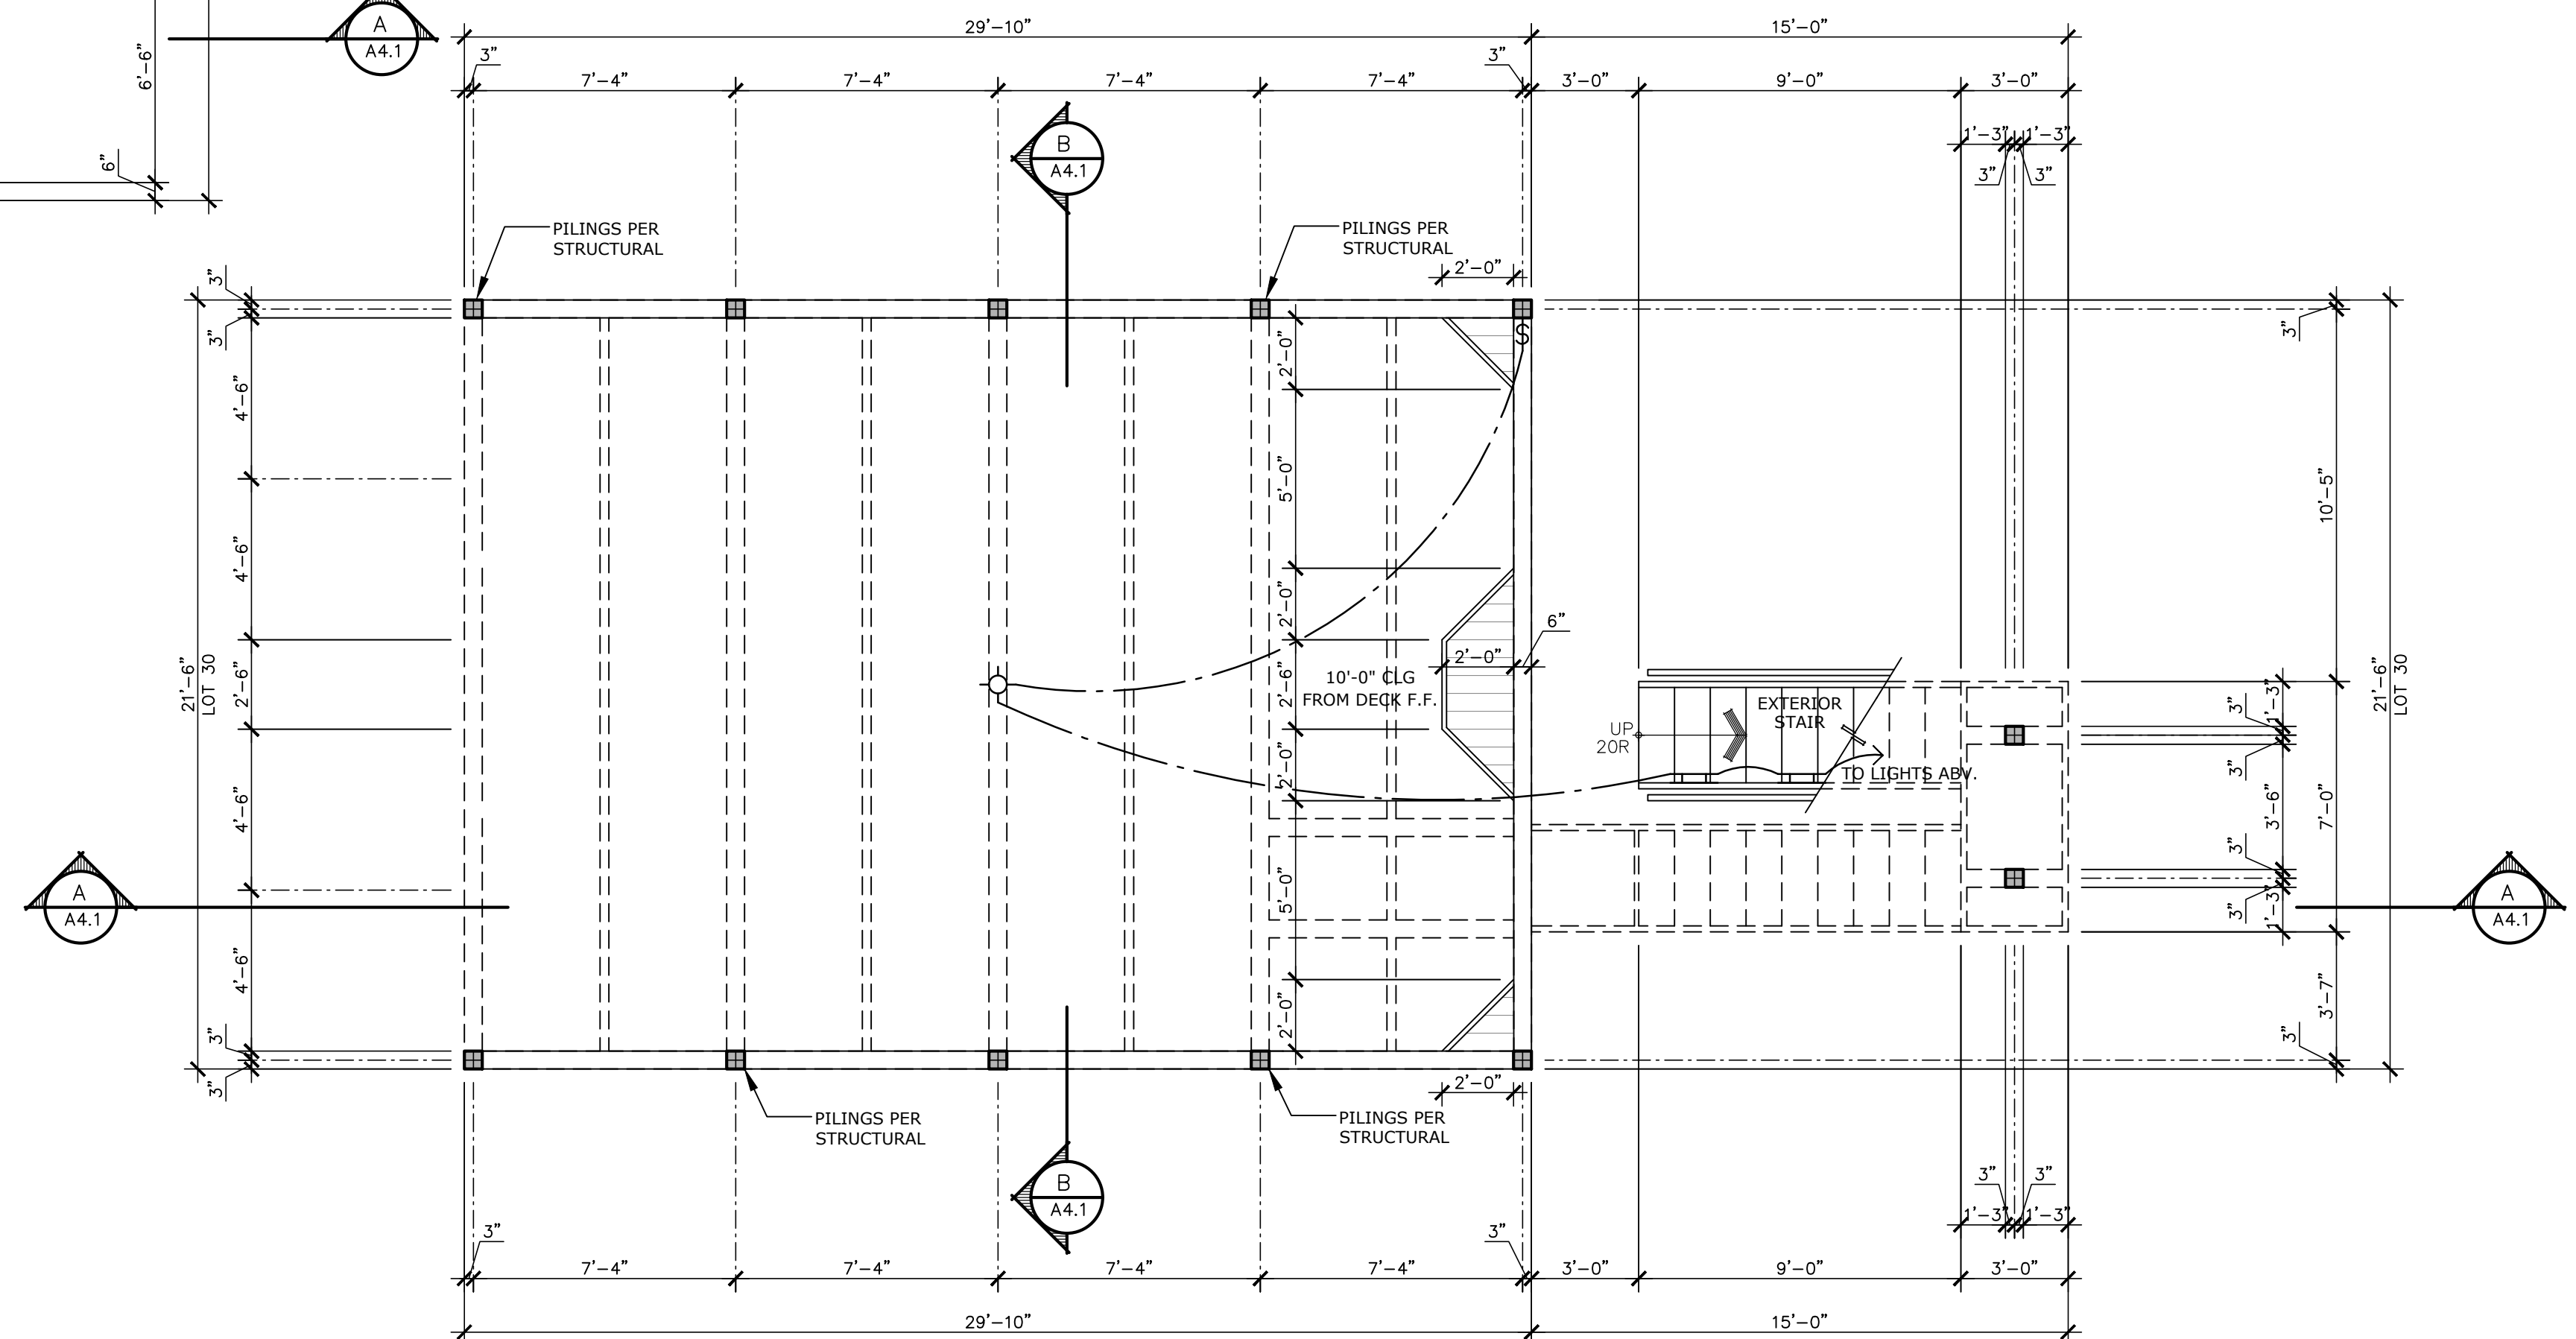 29'-10"
15'-0"
A
A4.1
6'-6"
3"
3"
7'-4"
7'-4"
7'-4"
7'-4"
3'-0"
9'-0"
3'-0"
1'-3"
1'-3"
B
A4.1
6"
3"
3"
PILINGS PER
STRUCTURAL
PILINGS PER
STRUCTURAL
2'-0"
3"
3"
3"
S
2'-0"
4'-6"
5'-0"
10'-5"
4'-6"
2'-0"
6"
21'-6"
LOT 30
2'-6"
2'-6"
10'-0" CLG
FROM DECK F.F.
2'-0"
EXTERIOR
STAIR
UP
20R
TO LIGHTS ABV.
3"
1'-3"
3"
21'-6"
LOT 30
2'-0"
4'-6"
3'-6"
7'-0"
3"
A
A4.1
5'-0"
3"
1'-3"
A
A4.1
4'-6"
2'-0"
3'-7"
3"
3"
3"
2'-0"
PILINGS PER
STRUCTURAL
PILINGS PER
STRUCTURAL
B
A4.1
3"
3"
1'-3"
1'-3"
3"
3"
7'-4"
7'-4"
7'-4"
7'-4"
3'-0"
9'-0"
3'-0"
29'-10"
15'-0"